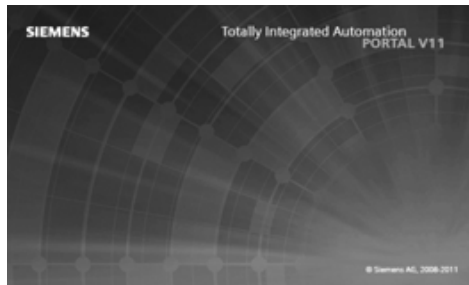 SIEMENS
Totally Integrated Automation
PORTAL V11
© Siemens AG, 2008-2011